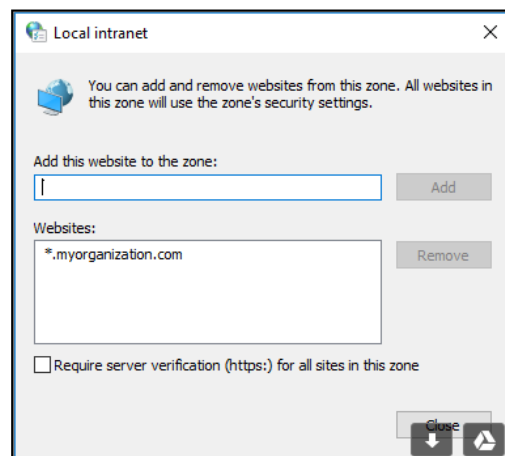 Local intranet
You can add and remove websites from this zone. All websites in
this zone will use the zone's security settings.
Add this website to the zone:
Add
Websites:
*.myorganization.com
Remove
Require server verification (https:) for all sites in this zone
Close